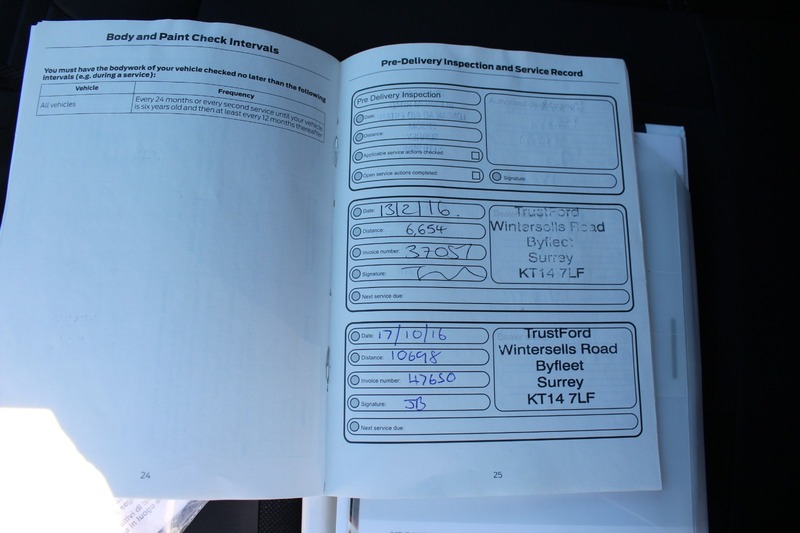 Body and Paint Check Intervals
You must have the bodywork of your vehicle checked no later than the following
intervals (e.g. during a service):
Vehicle Frequency
All vehicles Every 24 months or every second service until your vehicle
is six years old and then at least every 12 months thereafter.
24
Pre-Delivery Inspection and Service Record
Pre Delivery Inspection
Date:
Distance:
Applicable service actions checked:
Open service actions completed:
Signature:
Date: 13/2/16.
Distance: 6,654
Invoice number: 37057
Signature:
Next service due:
TrustFord
Wintersells Road
Byfleet
Surrey
KT14 7LF
Date: 17/10/16
Distance: 10698
Invoice number: 47650
Signature: JB
Next service due:
TrustFord
Wintersells Road
Byfleet
Surrey
KT14 7LF
25